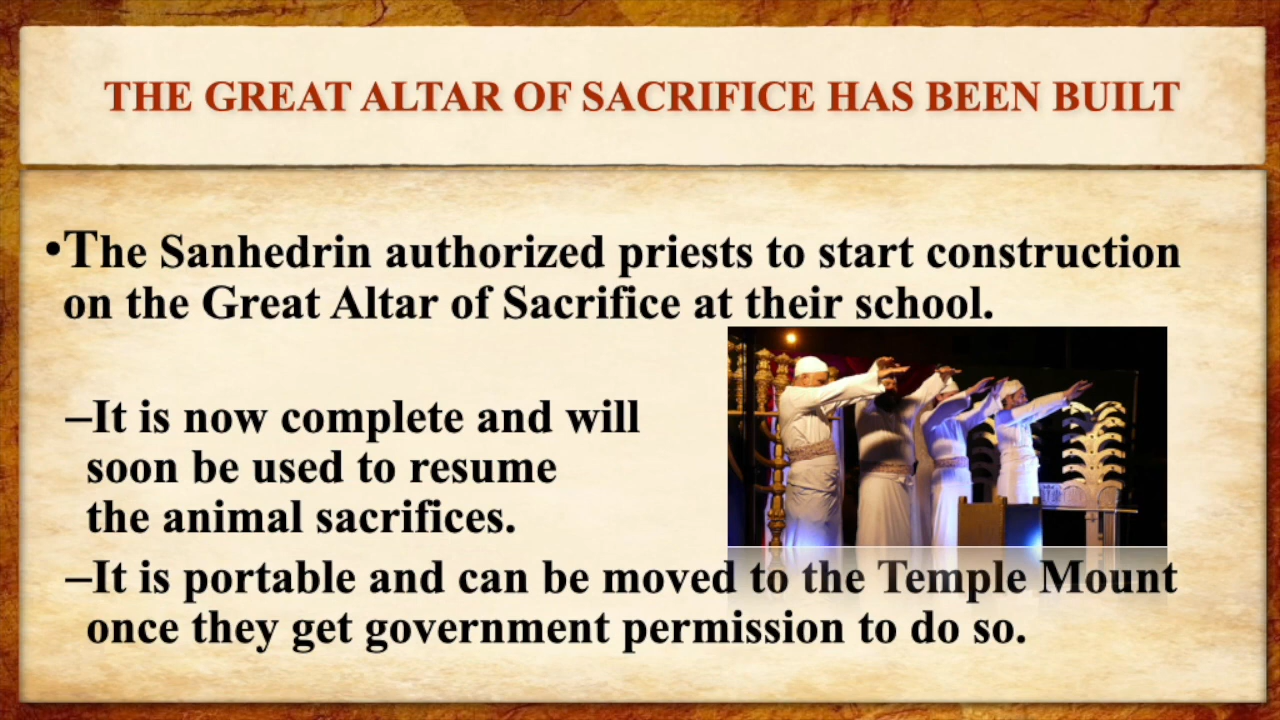 THE GREAT ALTAR OF SACRIFICE HAS BEEN BUILT
•The Sanhedrin authorized priests to start construction
on the Great Altar of Sacrifice at their school.
–It is now complete and will
soon be used to resume
the animal sacrifices.
–It is portable and can be moved to the Temple Mount
once they get government permission to do so.